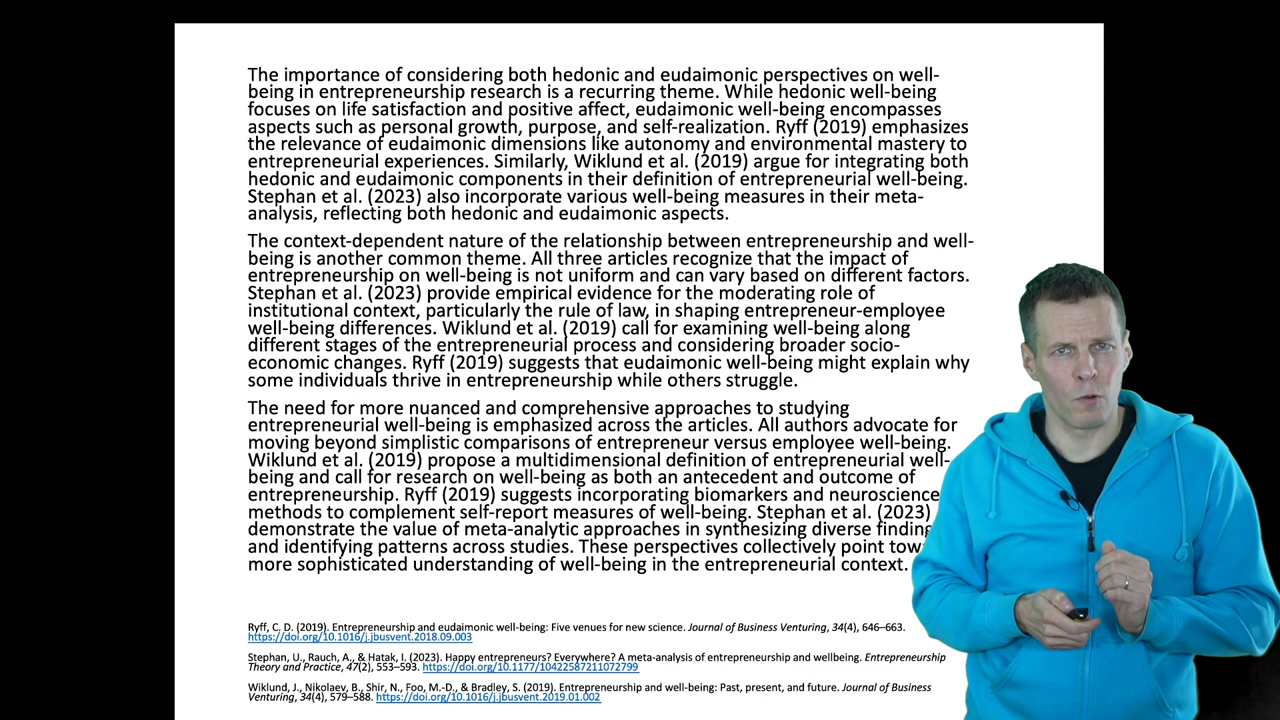 The importance of considering both hedonic and eudaimonic perspectives on well-
being in entrepreneurship research is a recurring theme. While hedonic well-being
focuses on life satisfaction and positive affect, eudaimonic well-being encompasses
aspects such as personal growth, purpose, and self-realization. Ryff (2019) emphasizes
the relevance of eudaimonic dimensions like autonomy and environmental mastery to
entrepreneurial experiences. Similarly, Wiklund et al. (2019) argue for integrating both
hedonic and eudaimonic components in their definition of entrepreneurial well-being.
Stephan et al. (2023) also incorporate various well-being measures in their meta-
analysis, reflecting both hedonic and eudaimonic aspects.
The context-dependent nature of the relationship between entrepreneurship and well-
being is another common theme. All three articles recognize that the impact of
entrepreneurship on well-being is not uniform and can vary based on different factors.
Stephan et al. (2023) provide empirical evidence for the moderating role of
institutional context, particularly the rule of law, in shaping entrepreneur-employee
well-being differences. Wiklund et al. (2019) call for examining well-being along
different stages of the entrepreneurial process and considering broader socio-
economic changes. Ryff (2019) suggests that eudaimonic well-being might explain why
some individuals thrive in entrepreneurship while others struggle.
The need for more nuanced and comprehensive approaches to studying
entrepreneurial well-being is emphasized across the articles. All authors advocate for
moving beyond simplistic comparisons of entrepreneur versus employee well-being.
Wiklund et al. (2019) propose a multidimensional definition of entrepreneurial well-
being and call for research on well-being as both an antecedent and outcome of
entrepreneurship. Ryff (2019) suggests incorporating biomarkers and neuroscience
methods to complement self-report measures of well-being. Stephan et al. (2023)
demonstrate the value of meta-analytic approaches in synthesizing diverse
and identifying patterns across studies. These perspectives collectively point
more sophisticated understanding of well-being in the entrepreneurial context.
Ryff, C. D. (2019). Entrepreneurship and eudaimonic well-being: Five venues for new science. Journal of Business Venturing, 34(4), 646–663.
https://doi.org/10.1016/j.jbusvent.2018.09.003
Stephan, U., Rauch, A., & Hatak, I. (2023). Happy entrepreneurs? Everywhere? A meta-analysis of entrepreneurship and wellbeing. Entrepreneurship
Theory and Practice, 47(2), 553–593. https://doi.org/10.1177/10422587211072799
Wiklund, J., Nikolaev, B., Shir, N., Foo, M.-D., & Bradley, S. (2019). Entrepreneurship and well-being: Past, present, and future. Journal of Business
Venturing, 34(4), 579–588. https://doi.org/10.1016/j.jbusvent.2019.01.002